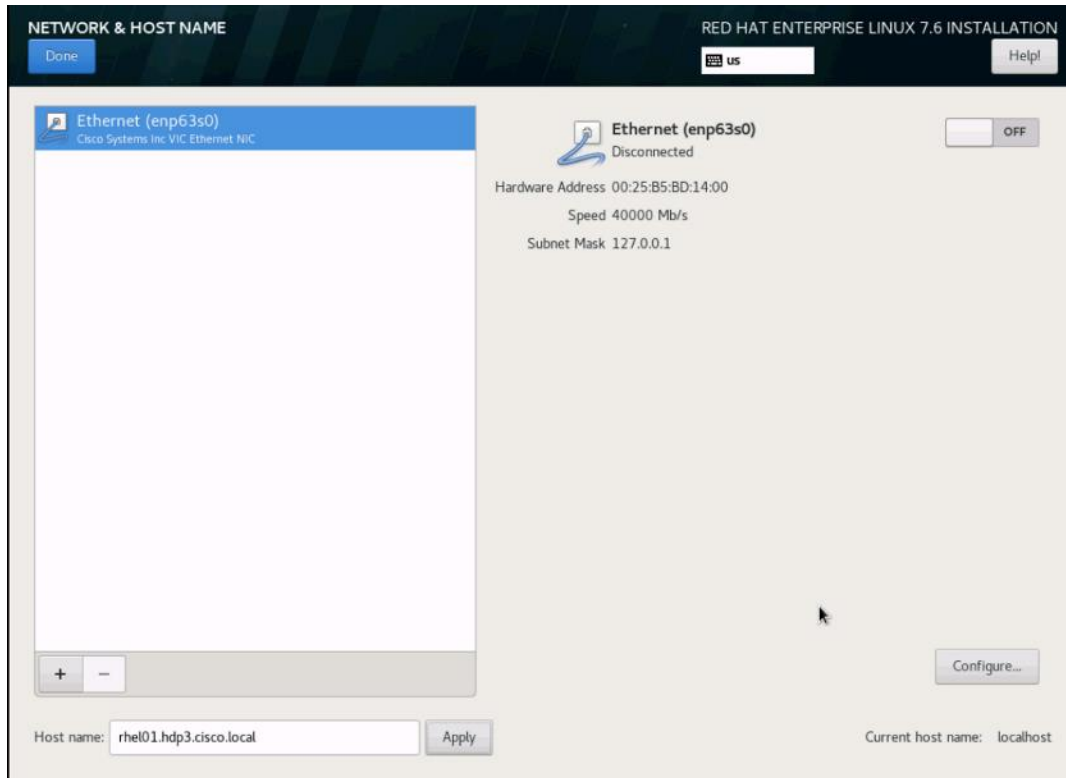 NETWORK & HOST NAME
RED HAT ENTERPRISE LINUX 7.6 INSTALLATION
Done
us
Help!
Ethernet (enp63s0)
Cisco Systems Inc VIC Ethernet NIC
Ethernet (enp63s0)
Disconnected
OFF
Hardware Address 00:25:B5:BD:14:00
Speed 40000 Mb/s
Subnet Mask 127.0.0.1
+ −
Configure...
Host name: rhel01.hdp3.cisco.local
Apply
Current host name: localhost